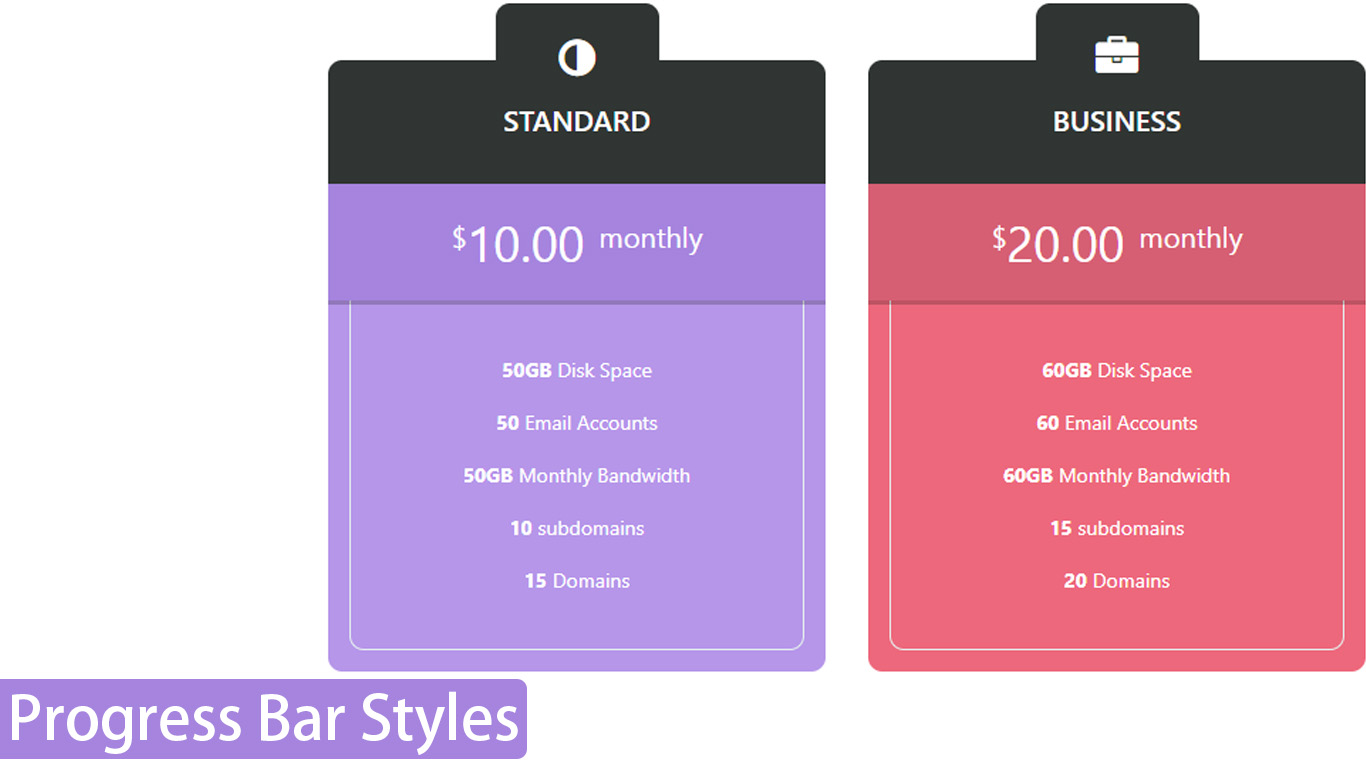 STANDARD
$10.00 monthly
50GB Disk Space
50 Email Accounts
50GB Monthly Bandwidth
10 subdomains
15 Domains
BUSINESS
$20.00 monthly
60GB Disk Space
60 Email Accounts
60GB Monthly Bandwidth
15 subdomains
20 Domains
Progress Bar Styles